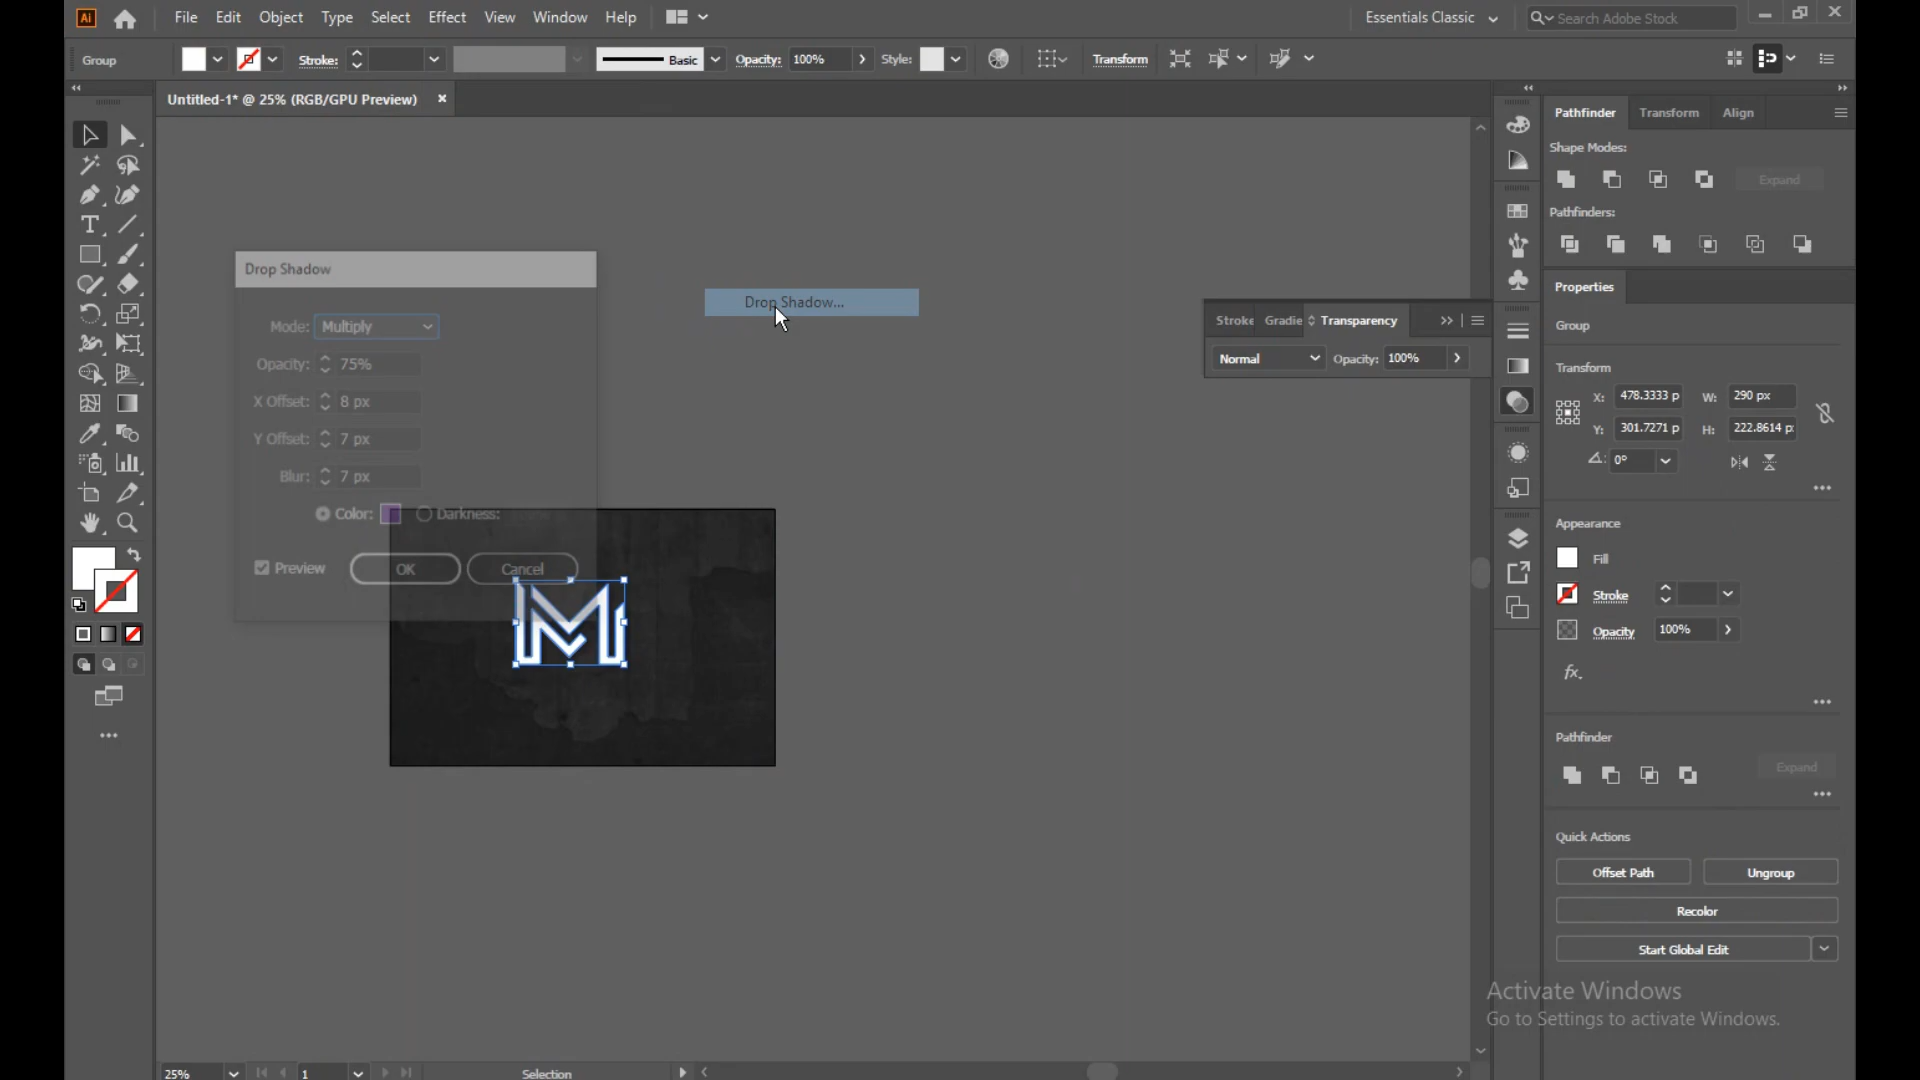 Ai File Edit Object Type Select Effect View Window Help Essentials Classic Search Adobe Stock
Group Stroke: Basic Opacity: 100% Style: Transform
Untitled-1* @ 25% (RGB/GPU Preview)
Drop Shadow
Mode: Multiply
Opacity: 75%
X Offset: 8 px
Y Offset: 7 px
Blur: 7 px
Color: Darkness:
Preview OK Cancel
Drop Shadow...
M
Stroke Gradie Transparency
Normal Opacity: 100%
Pathfinder Transform Align
Shape Modes:
Expand
Pathfinders:
Properties
Group
Transform
X: 478.3333 p W: 290 px
Y: 301.7271 p H: 222.8614 p
0°
Appearance
Fill
Stroke
Opacity 100%
fx.
Pathfinder
Expand
Quick Actions
Offset Path Ungroup
Recolor
Start Global Edit
Activate Windows
Go to Settings to activate Windows.
25% 1 Selection